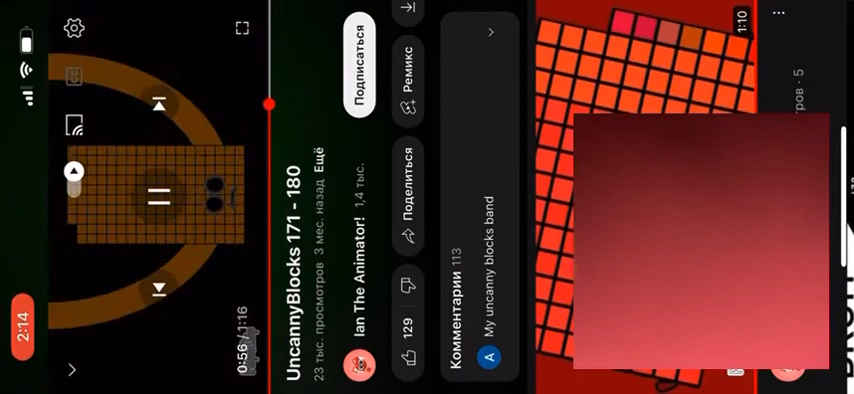 2:14
0:56 / 1:16
UncannyBlocks 171 - 180
23 тыс. просмотров 3 мес. назад Ещё
Ian The Animator! 1,4 тыс.
Подписаться
129
Поделиться
Ремикс
Комментарии 113
A My uncanny blocks band
1:10